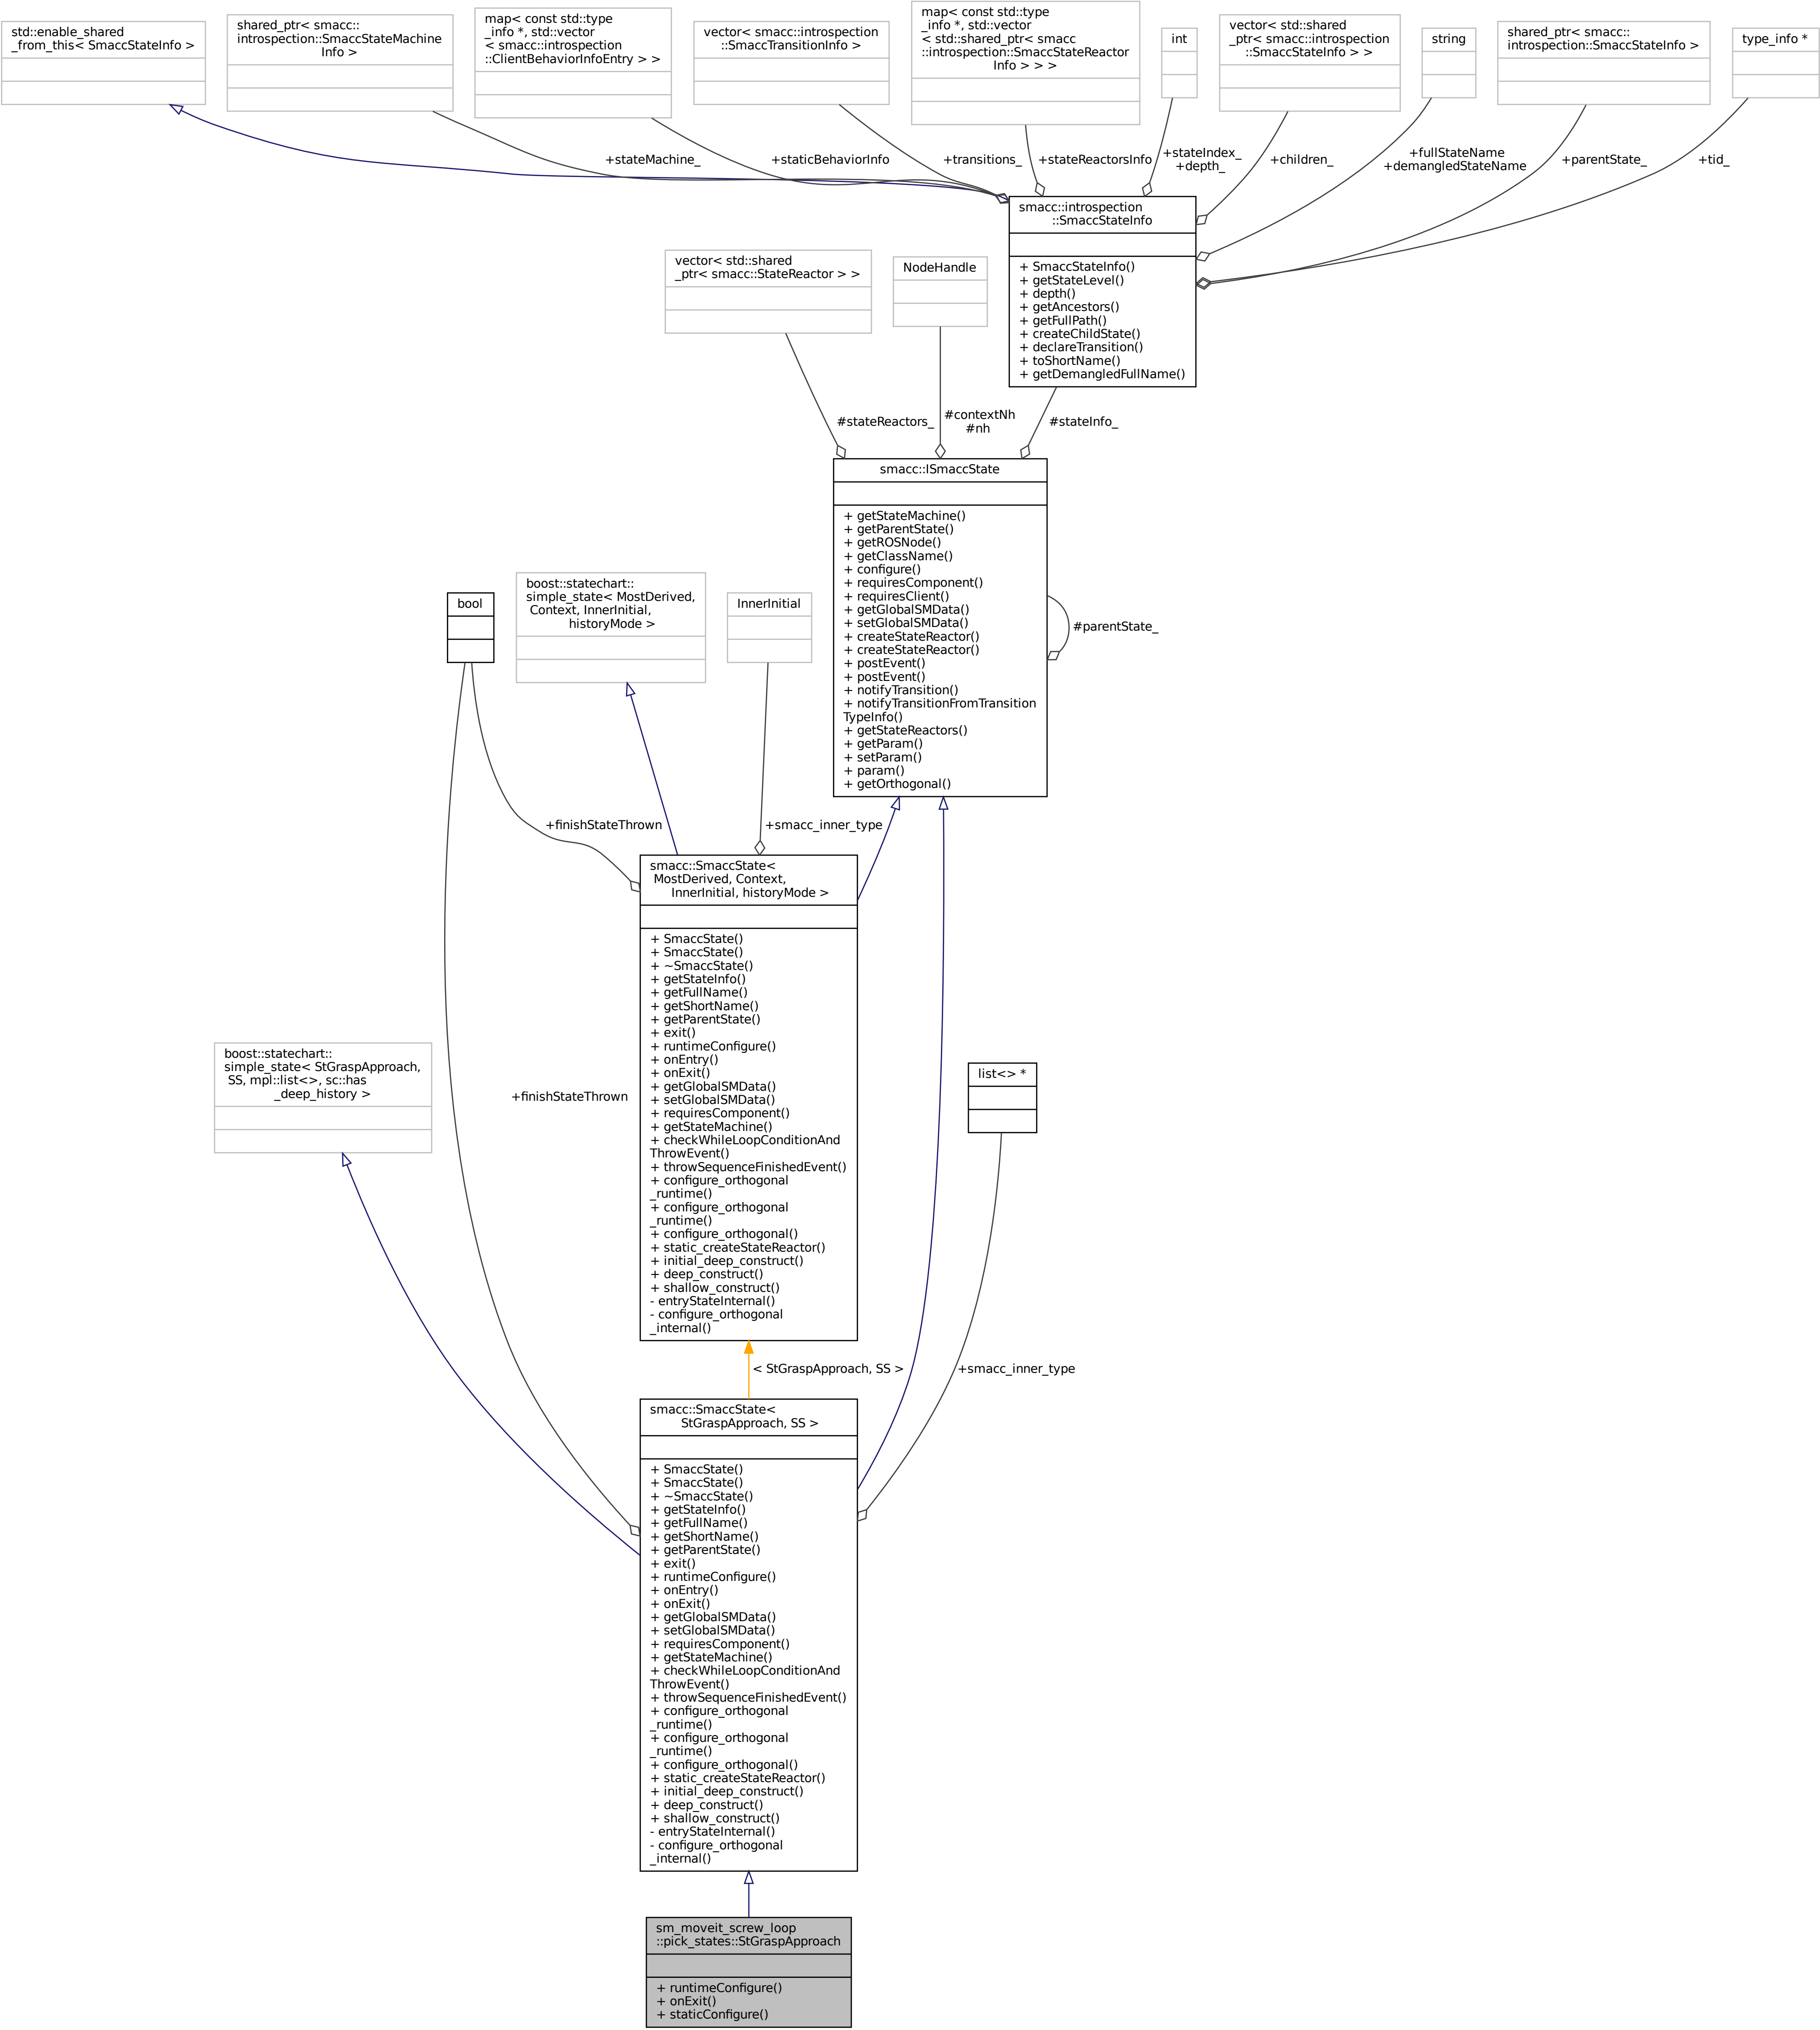 std::enable_shared
_from_this< SmaccStateInfo >
shared_ptr< smacc::
introspection::SmaccStateMachine
Info >
map< const std::type
_info *, std::vector
< smacc::introspection
::ClientBehaviorInfoEntry > >
vector< smacc::introspection
::SmaccTransitionInfo >
map< const std::type
_info *, std::vector
< std::shared_ptr< smacc
::introspection::SmaccStateReactor
Info > > >
int
vector< std::shared
_ptr< smacc::introspection
::SmaccStateInfo > >
string
shared_ptr< smacc::
introspection::SmaccStateInfo >
type_info *
+stateMachine_
+staticBehaviorInfo
+transitions_
+stateReactorsInfo
+stateIndex_
+depth_
+children_
+fullStateName
+demangledStateName
+parentState_
+tid_
smacc::introspection
::SmaccStateInfo
+ SmaccStateInfo()
+ getStateLevel()
+ depth()
+ getAncestors()
+ getFullPath()
+ createChildState()
+ declareTransition()
+ toShortName()
+ getDemangledFullName()
vector< std::shared
_ptr< smacc::StateReactor > >
NodeHandle
#stateReactors_
#contextNh
#nh
#stateInfo_
smacc::ISmaccState
+ getStateMachine()
+ getParentState()
+ getROSNode()
+ getClassName()
+ configure()
+ requiresComponent()
+ requiresClient()
+ getGlobalSMData()
+ setGlobalSMData()
+ createStateReactor()
+ createStateReactor()
+ postEvent()
+ postEvent()
+ notifyTransition()
+ notifyTransitionFromTransition
TypeInfo()
+ getStateReactors()
+ getParam()
+ setParam()
+ param()
+ getOrthogonal()
#parentState_
bool
boost::statechart::
simple_state< MostDerived,
Context, InnerInitial,
historyMode >
InnerInitial
+finishStateThrown
+smacc_inner_type
smacc::SmaccState<
MostDerived, Context,
InnerInitial, historyMode >
+ SmaccState()
+ SmaccState()
+ ~SmaccState()
+ getStateInfo()
+ getFullName()
+ getShortName()
+ getParentState()
+ exit()
+ runtimeConfigure()
+ onEntry()
+ onExit()
+ getGlobalSMData()
+ setGlobalSMData()
+ requiresComponent()
+ getStateMachine()
+ checkWhileLoopConditionAnd
ThrowEvent()
+ throwSequenceFinishedEvent()
+ configure_orthogonal
_runtime()
+ configure_orthogonal
_runtime()
+ configure_orthogonal()
+ static_createStateReactor()
+ initial_deep_construct()
+ deep_construct()
+ shallow_construct()
- entryStateInternal()
- configure_orthogonal
_internal()
boost::statechart::
simple_state< StGraspApproach,
SS, mpl::list<>, sc::has
_deep_history >
+finishStateThrown
list<> *
< StGraspApproach, SS >
+smacc_inner_type
smacc::SmaccState<
StGraspApproach, SS >
+ SmaccState()
+ SmaccState()
+ ~SmaccState()
+ getStateInfo()
+ getFullName()
+ getShortName()
+ getParentState()
+ exit()
+ runtimeConfigure()
+ onEntry()
+ onExit()
+ getGlobalSMData()
+ setGlobalSMData()
+ requiresComponent()
+ getStateMachine()
+ checkWhileLoopConditionAnd
ThrowEvent()
+ throwSequenceFinishedEvent()
+ configure_orthogonal
_runtime()
+ configure_orthogonal
_runtime()
+ configure_orthogonal()
+ static_createStateReactor()
+ initial_deep_construct()
+ deep_construct()
+ shallow_construct()
- entryStateInternal()
- configure_orthogonal
_internal()
sm_moveit_screw_loop
::pick_states::StGraspApproach
+ runtimeConfigure()
+ onExit()
+ staticConfigure()